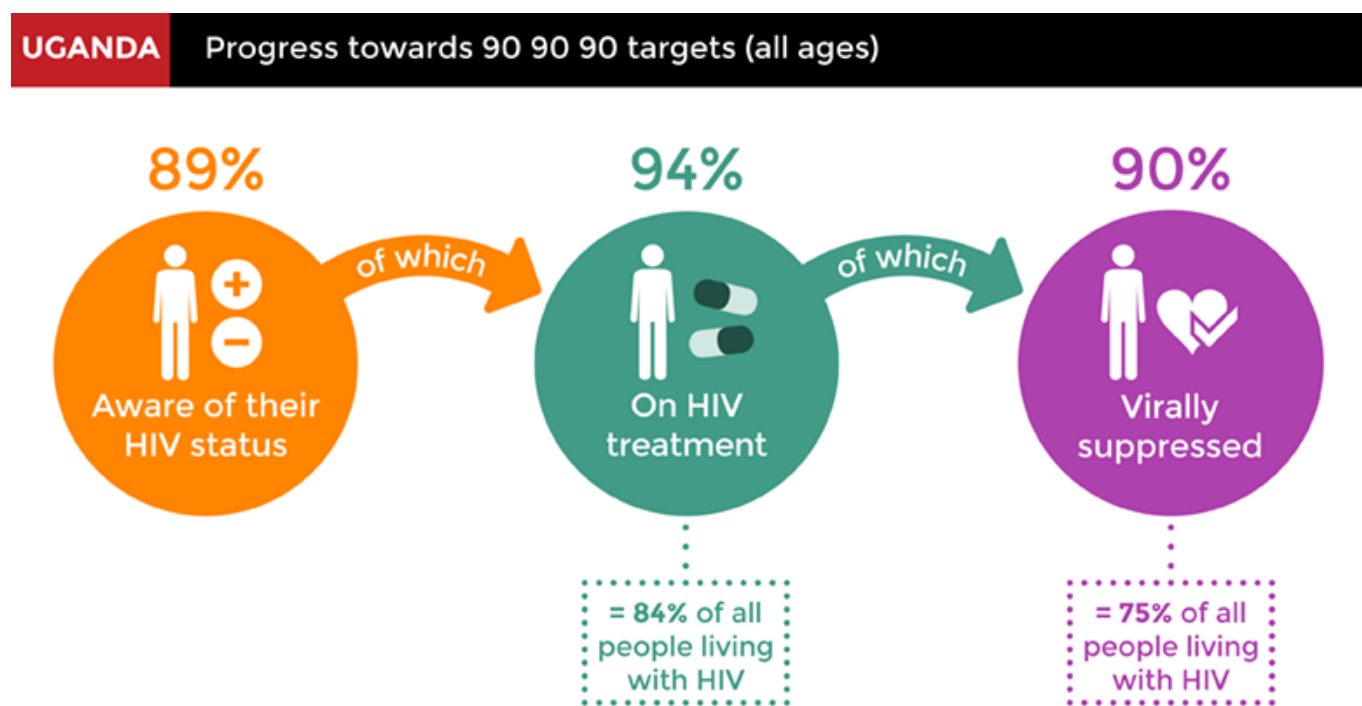 UGANDA Progress towards 90 90 90 targets (all ages)
89%
of which
Aware of their
HIV status
94%
of which
On HIV
treatment
= 84% of all
people living
with HIV
90%
Virally
suppressed
= 75% of all
people living
with HIV